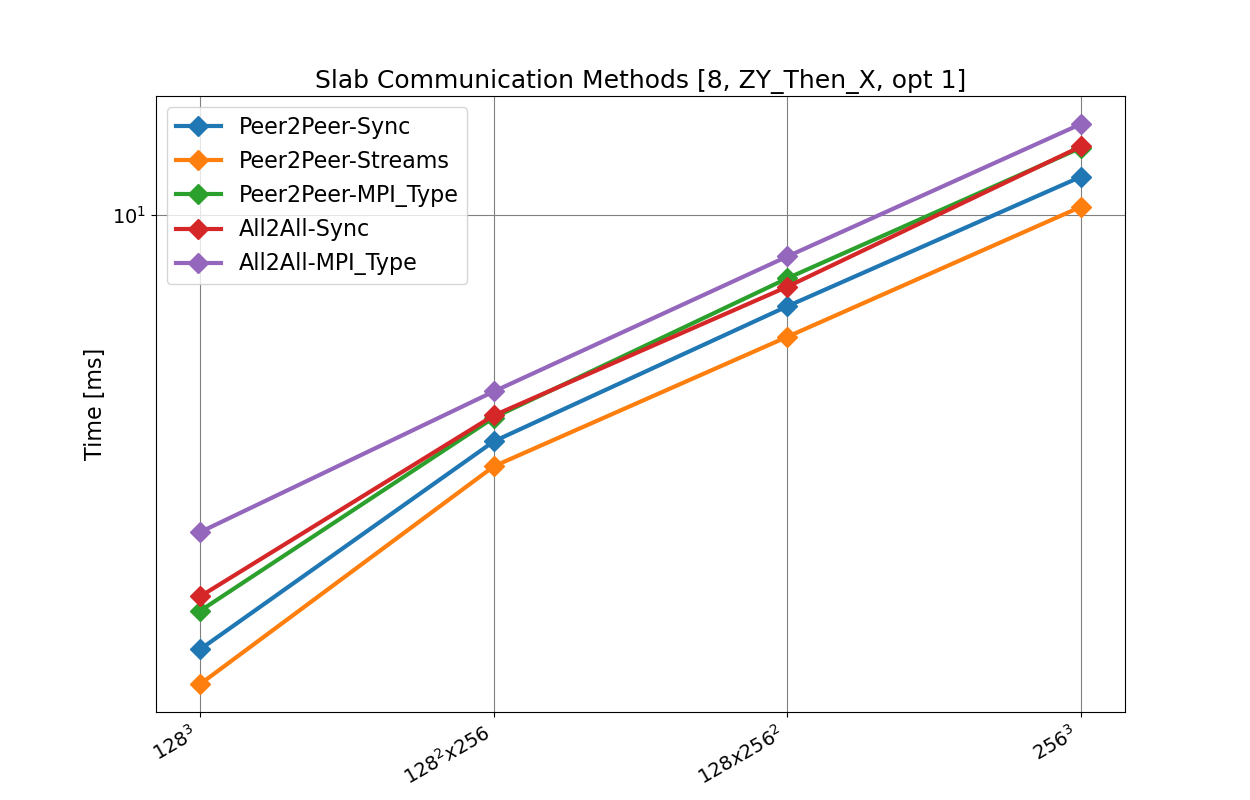 Slab Communication Methods [8, ZY_Then_X, opt 1]
Peer2Peer-Sync
Peer2Peer-Streams
Peer2Peer-MPI_Type
All2All-Sync
All2All-MPI_Type
10¹
Time [ms]
128³
128²x256
128x256²
256³